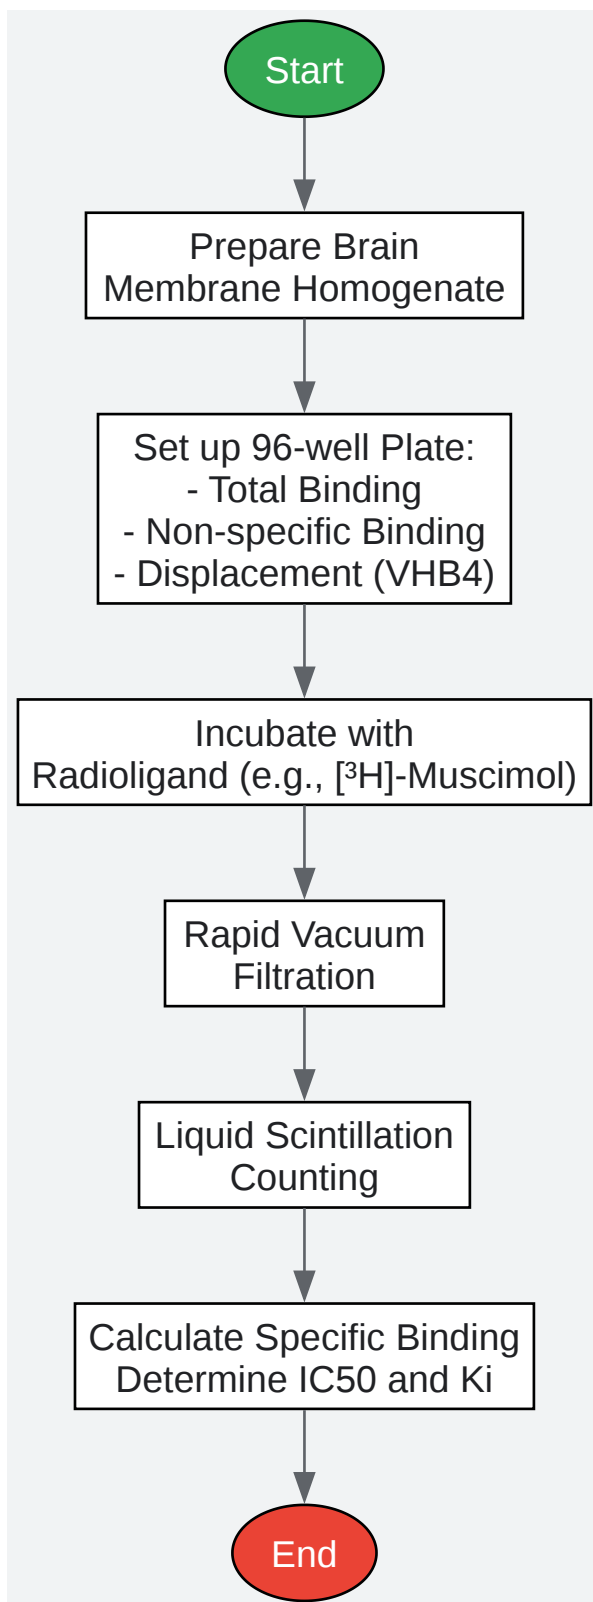 Start
Prepare Brain
Membrane Homogenate
Set up 96-well Plate:
- Total Binding
- Non-specific Binding
- Displacement (VHB4)
Incubate with
Radioligand (e.g., [³H]-Muscimol)
Rapid Vacuum
Filtration
Liquid Scintillation
Counting
Calculate Specific Binding
Determine IC50 and Ki
End